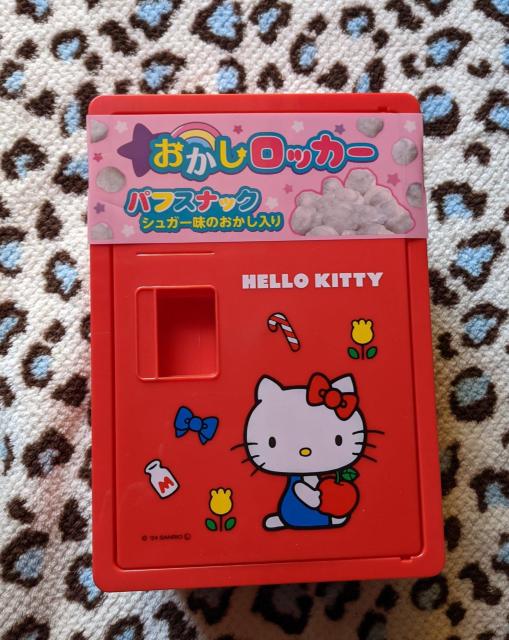 おかしロッカー
パフスナック
シュガー味のおかし入り
HELLO KITTY
M
© '24 SANRIO Ⓛ